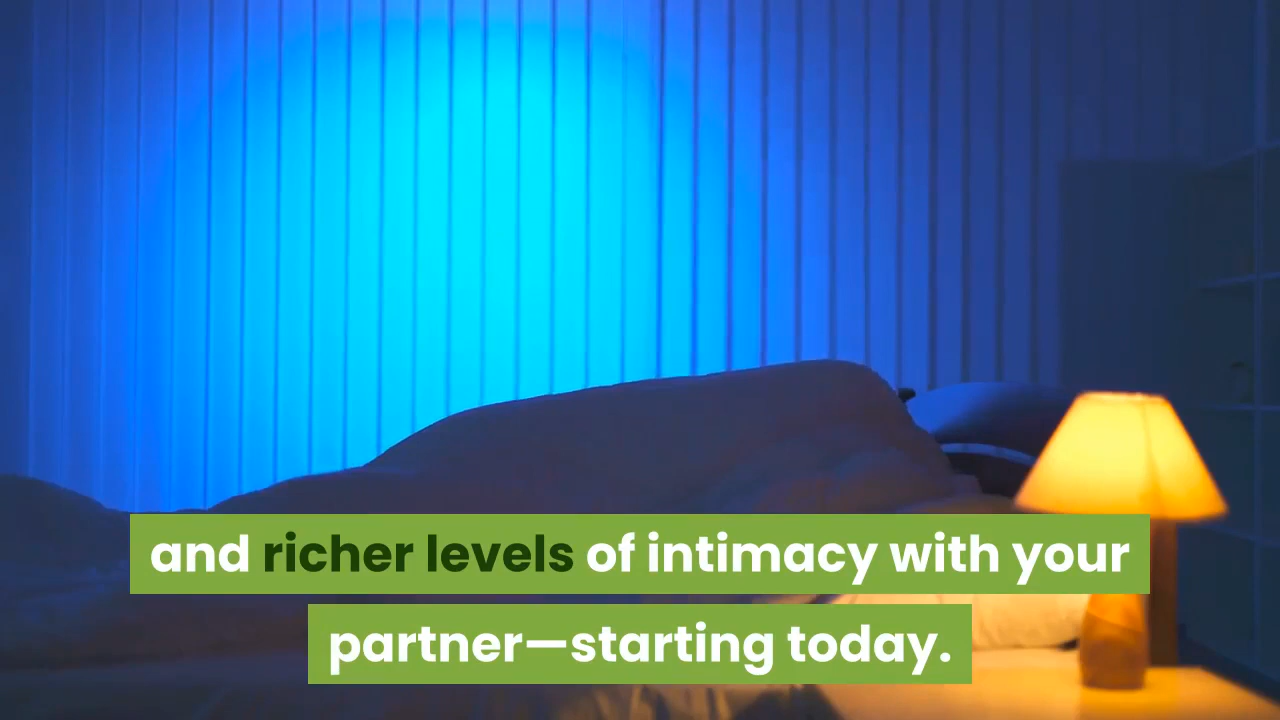 and richer levels of intimacy with your
partner—starting today.